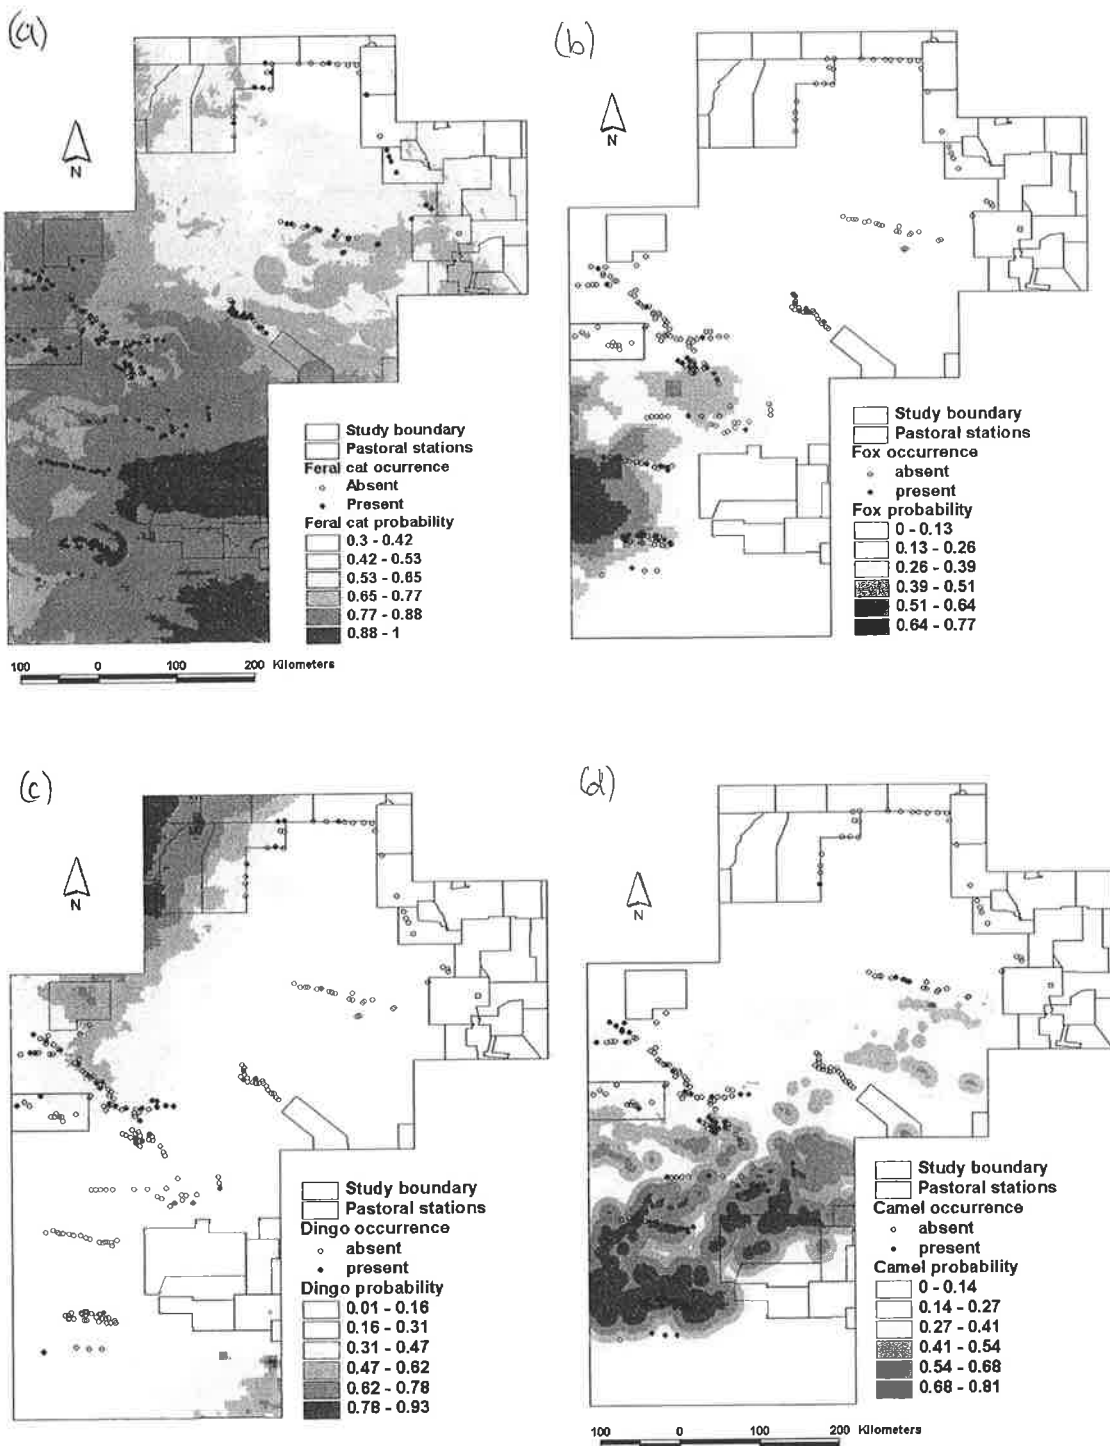 (a)
N
Study boundary
Pastoral stations
Feral cat ocurrence
Absent
Present
Feral cat probability
0.3 - 0.42
0.42 - 0.53
0.53 - 0.65
0.65 - 0.77
0.77 - 0.88
0.88 - 1
100 0 100 200 Kilometers
(b)
N
Study boundary
Pastoral stations
Fox occurrence
absent
present
Fox probability
0 - 0.13
0.13 - 0.26
0.26 - 0.39
0.39 - 0.51
0.51 - 0.64
0.64 - 0.77
(c)
N
Study boundary
Pastoral stations
Dingo occurrence
absent
present
Dingo probability
0.01 - 0.16
0.16 - 0.31
0.31 - 0.47
0.47 - 0.62
0.62 - 0.78
0.78 - 0.93
(d)
N
Study boundary
Pastoral stations
Camel occurrence
absent
present
Camel probability
0 - 0.14
0.14 - 0.27
0.27 - 0.41
0.41 - 0.54
0.54 - 0.68
0.68 - 0.81
100 0 100 200 Kilometers